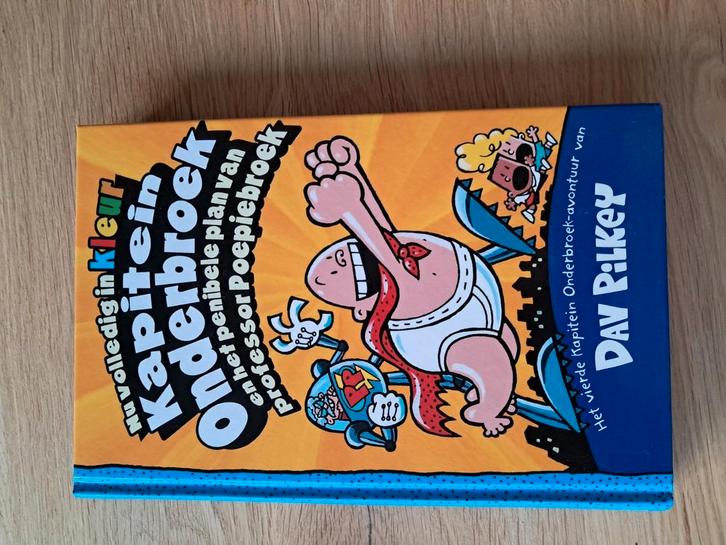 Nu volledig in kleur
Kapitein
Onderbroek
en het penibele plan van
professor Poepiebroek
P
Het vierde Kapitein Onderbroek-avontuur van
DAV PILKEY